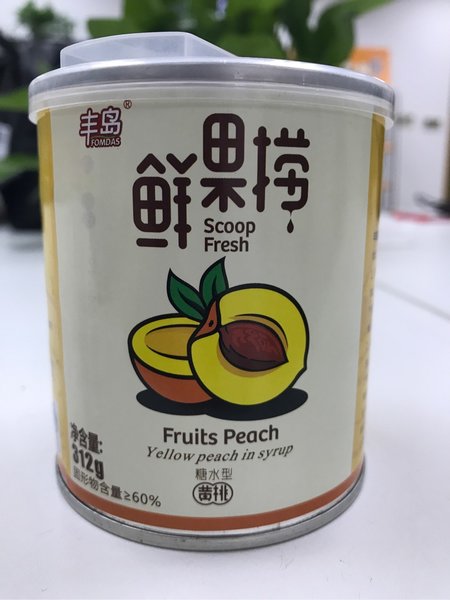 丰岛®
FOMDAS
鲜果捞
Scoop
Fresh
Fruits Peach
Yellow peach in syrup
糖水型
黄桃
净含量:
312g
固形物含量≥60%